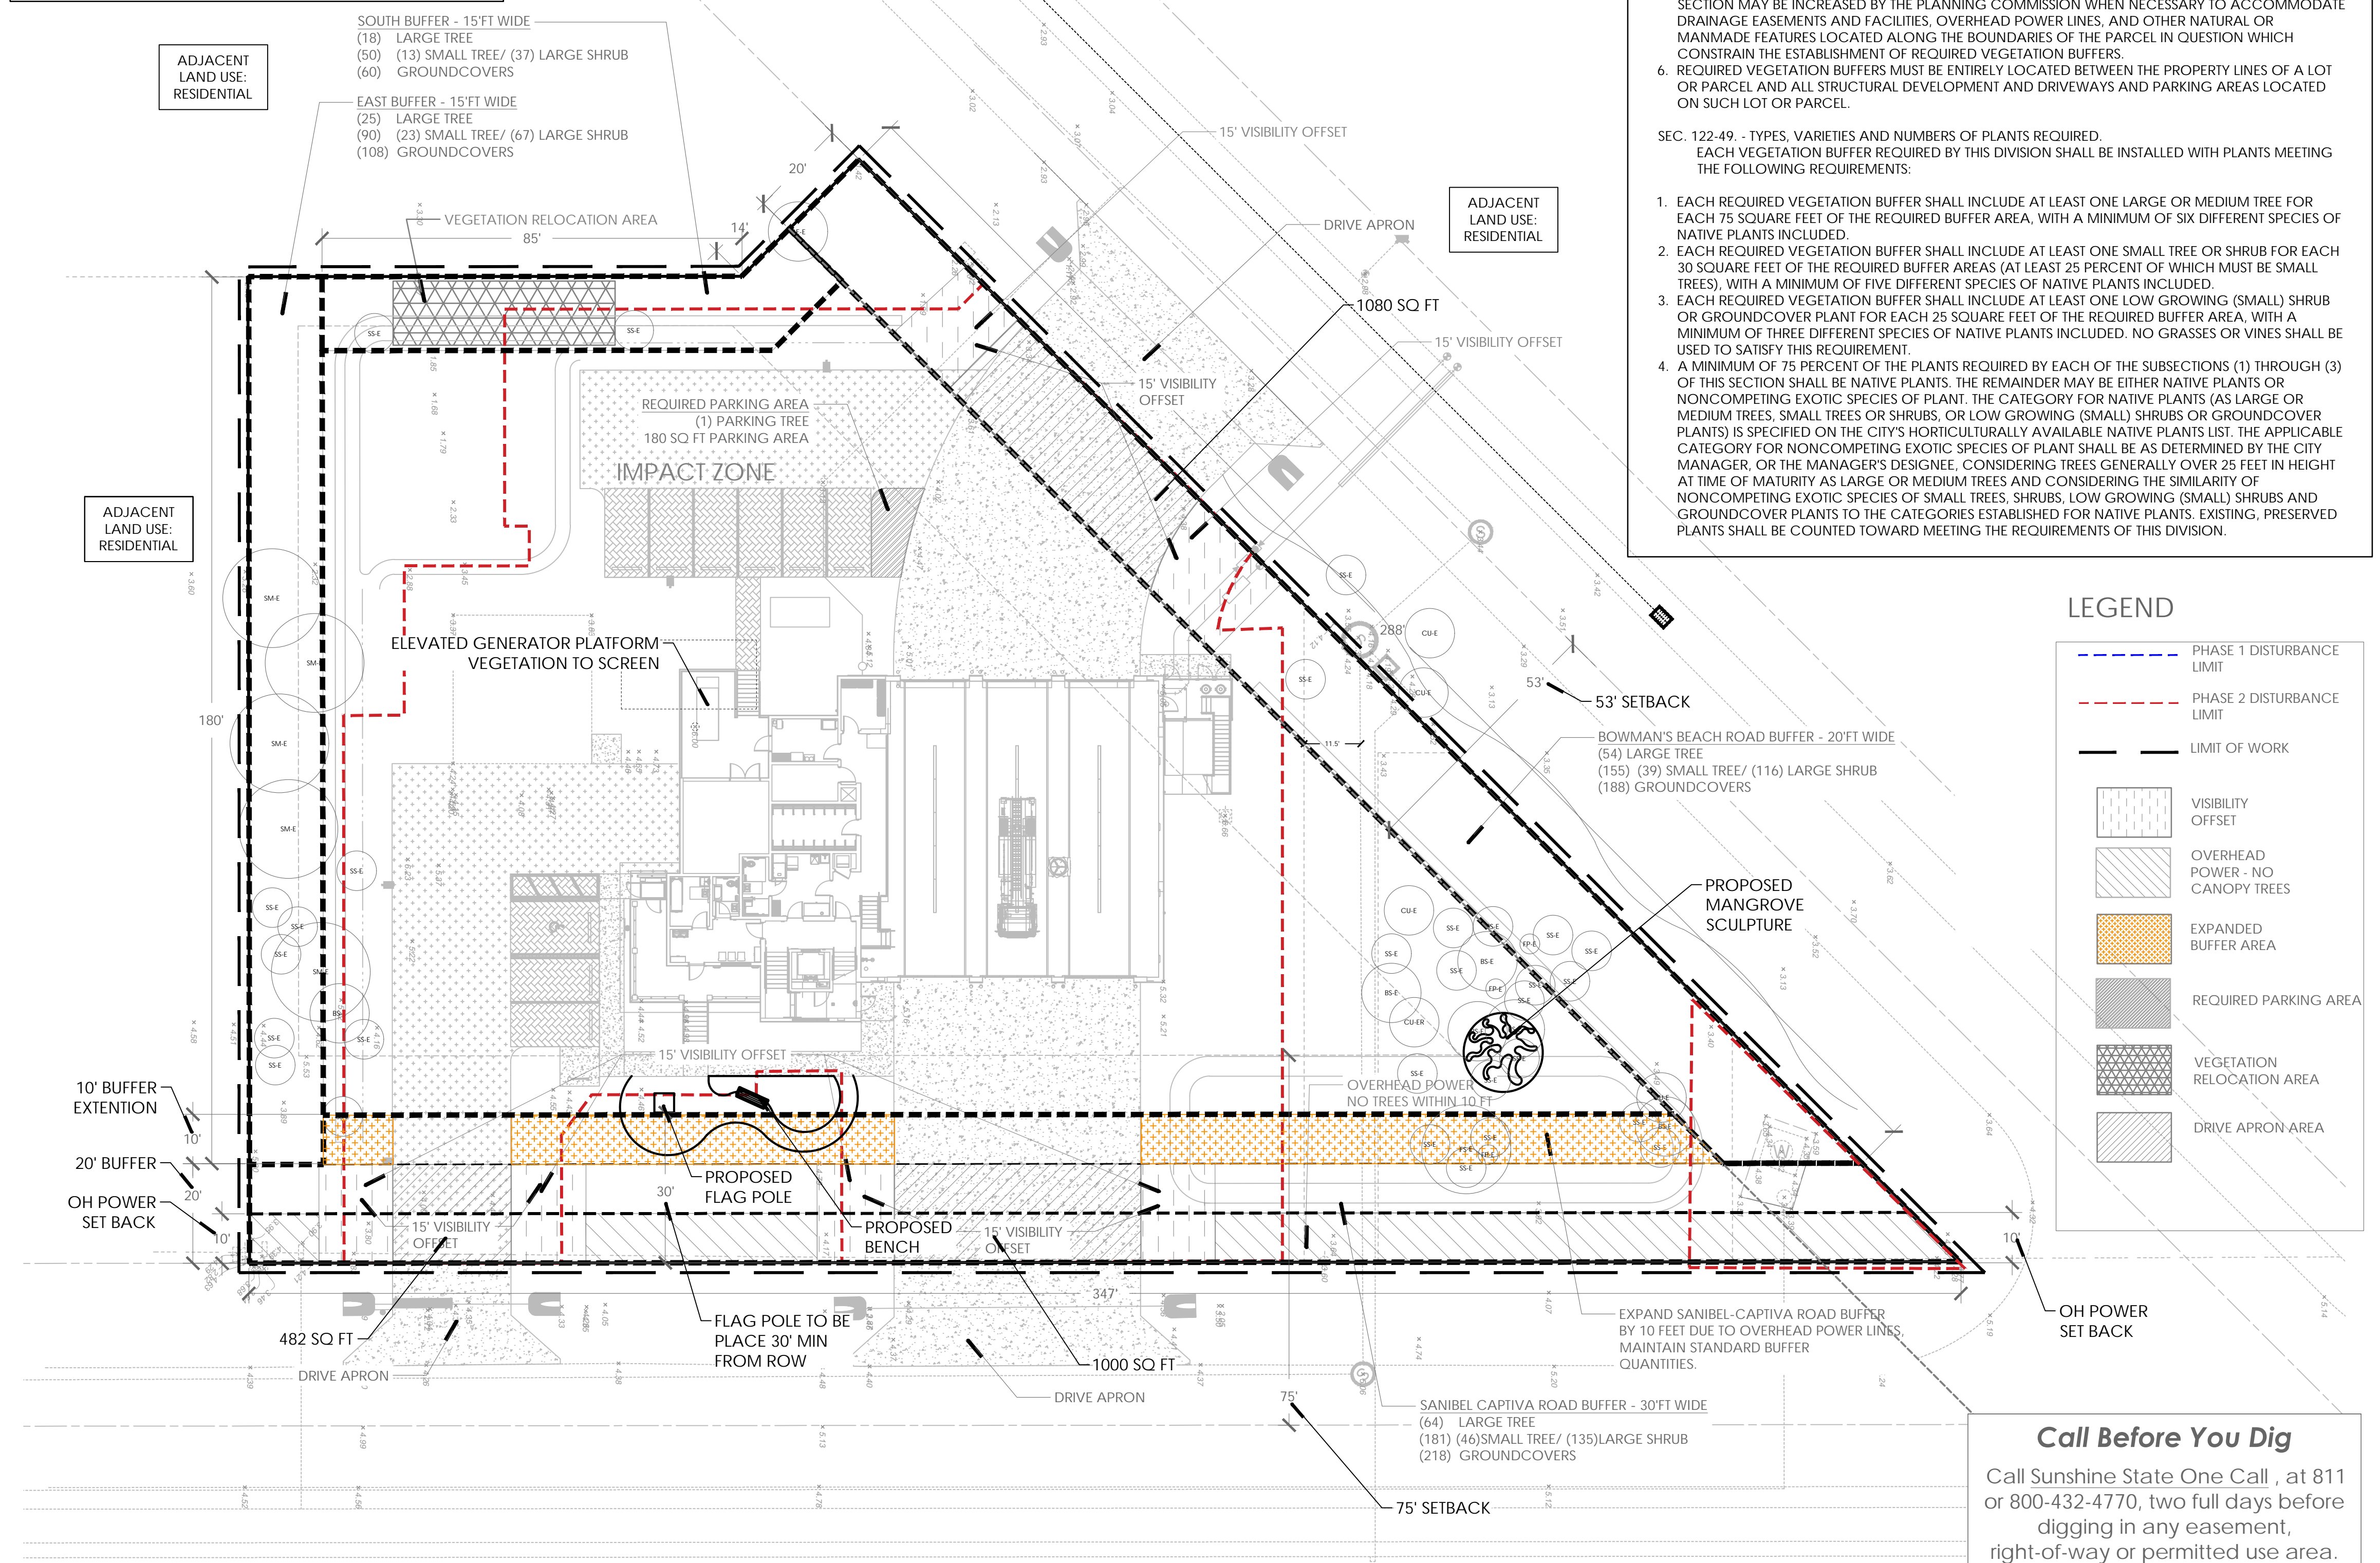 SECTION MAY BE INCREASED BY THE PLANNING COMMISSION WHEN NECESSARY TO ACCOMMODATE
DRAINAGE EASEMENTS AND FACILITIES, OVERHEAD POWER LINES, AND OTHER NATURAL OR
MANMADE FEATURES LOCATED ALONG THE BOUNDARIES OF THE PARCEL IN QUESTION WHICH
CONSTRAIN THE ESTABLISHMENT OF REQUIRED VEGETATION BUFFERS.
6. REQUIRED VEGETATION BUFFERS MUST BE ENTIRELY LOCATED BETWEEN THE PROPERTY LINES OF A LOT
OR PARCEL AND ALL STRUCTURAL DEVELOPMENT AND DRIVEWAYS AND PARKING AREAS LOCATED
ON SUCH LOT OR PARCEL.
SEC. 122-49. - TYPES, VARIETIES AND NUMBERS OF PLANTS REQUIRED.
EACH VEGETATION BUFFER REQUIRED BY THIS DIVISION SHALL BE INSTALLED WITH PLANTS MEETING
THE FOLLOWING REQUIREMENTS:
1. EACH REQUIRED VEGETATION BUFFER SHALL INCLUDE AT LEAST ONE LARGE OR MEDIUM TREE FOR
EACH 75 SQUARE FEET OF THE REQUIRED BUFFER AREA, WITH A MINIMUM OF SIX DIFFERENT SPECIES OF
NATIVE PLANTS INCLUDED.
2. EACH REQUIRED VEGETATION BUFFER SHALL INCLUDE AT LEAST ONE SMALL TREE OR SHRUB FOR EACH
30 SQUARE FEET OF THE REQUIRED BUFFER AREAS (AT LEAST 25 PERCENT OF WHICH MUST BE SMALL
TREES), WITH A MINIMUM OF FIVE DIFFERENT SPECIES OF NATIVE PLANTS INCLUDED.
3. EACH REQUIRED VEGETATION BUFFER SHALL INCLUDE AT LEAST ONE LOW GROWING (SMALL) SHRUB
OR GROUNDCOVER PLANT FOR EACH 25 SQUARE FEET OF THE REQUIRED BUFFER AREA, WITH A
MINIMUM OF THREE DIFFERENT SPECIES OF NATIVE PLANTS INCLUDED. NO GRASSES OR VINES SHALL BE
USED TO SATISFY THIS REQUIREMENT.
4. A MINIMUM OF 75 PERCENT OF THE PLANTS REQUIRED BY EACH OF THE SUBSECTIONS (1) THROUGH (3)
OF THIS SECTION SHALL BE NATIVE PLANTS. THE REMAINDER MAY BE EITHER NATIVE PLANTS OR
NONCOMPETING EXOTIC SPECIES OF PLANT. THE CATEGORY FOR NATIVE PLANTS (AS LARGE OR
MEDIUM TREES, SMALL TREES OR SHRUBS, OR LOW GROWING (SMALL) SHRUBS OR GROUNDCOVER
PLANTS) IS SPECIFIED ON THE CITY'S HORTICULTURALLY AVAILABLE NATIVE PLANTS LIST. THE APPLICABLE
CATEGORY FOR NONCOMPETING EXOTIC SPECIES OF PLANT SHALL BE AS DETERMINED BY THE CITY
MANAGER, OR THE MANAGER'S DESIGNEE, CONSIDERING TREES GENERALLY OVER 25 FEET IN HEIGHT
AT TIME OF MATURITY AS LARGE OR MEDIUM TREES AND CONSIDERING THE SIMILARITY OF
NONCOMPETING EXOTIC SPECIES OF SMALL TREES, SHRUBS, LOW GROWING (SMALL) SHRUBS AND
GROUNDCOVER PLANTS TO THE CATEGORIES ESTABLISHED FOR NATIVE PLANTS. EXISTING, PRESERVED
PLANTS SHALL BE COUNTED TOWARD MEETING THE REQUIREMENTS OF THIS DIVISION.
SOUTH BUFFER - 15'FT WIDE
(18) LARGE TREE
(50) (13) SMALL TREE/ (37) LARGE SHRUB
(60) GROUNDCOVERS
ADJACENT
LAND USE:
RESIDENTIAL
EAST BUFFER - 15'FT WIDE
(25) LARGE TREE
(90) (23) SMALL TREE/ (67) LARGE SHRUB
(108) GROUNDCOVERS
VEGETATION RELOCATION AREA
85'
14'
20'
15' VISIBILITY OFFSET
DRIVE APRON
ADJACENT
LAND USE:
RESIDENTIAL
1080 SQ FT
15' VISIBILITY OFFSET
15' VISIBILITY
OFFSET
REQUIRED PARKING AREA
(1) PARKING TREE
180 SQ FT PARKING AREA
IMPACT ZONE
ADJACENT
LAND USE:
RESIDENTIAL
ELEVATED GENERATOR PLATFORM
VEGETATION TO SCREEN
180'
288'
53'
53' SETBACK
11.5'
BOWMAN'S BEACH ROAD BUFFER - 20'FT WIDE
(54) LARGE TREE
(155) (39) SMALL TREE/ (116) LARGE SHRUB
(188) GROUNDCOVERS
PROPOSED
MANGROVE
SCULPTURE
LEGEND
PHASE 1 DISTURBANCE
LIMIT
PHASE 2 DISTURBANCE
LIMIT
LIMIT OF WORK
VISIBILITY
OFFSET
OVERHEAD
POWER - NO
CANOPY TREES
EXPANDED
BUFFER AREA
REQUIRED PARKING AREA
VEGETATION
RELOCATION AREA
DRIVE APRON AREA
15' VISIBILITY OFFSET
OVERHEAD POWER
NO TREES WITHIN 10 FT
10' BUFFER
EXTENTION
10'
20' BUFFER
20'
OH POWER
SET BACK
10'
PROPOSED
FLAG POLE
30'
PROPOSED
BENCH
15' VISIBILITY
OFFSET
15' VISIBILITY
OFFSET
10'
347'
482 SQ FT
FLAG POLE TO BE
PLACE 30' MIN
FROM ROW
1000 SQ FT
DRIVE APRON
DRIVE APRON
EXPAND SANIBEL-CAPTIVA ROAD BUFFER
BY 10 FEET DUE TO OVERHEAD POWER LINES,
MAINTAIN STANDARD BUFFER
QUANTITIES.
OH POWER
SET BACK
75'
SANIBEL CAPTIVA ROAD BUFFER - 30'FT WIDE
(64) LARGE TREE
(181) (46)SMALL TREE/ (135)LARGE SHRUB
(218) GROUNDCOVERS
75' SETBACK
Call Before You Dig
Call Sunshine State One Call , at 811
or 800-432-4770, two full days before
digging in any easement,
right-of-way or permitted use area.